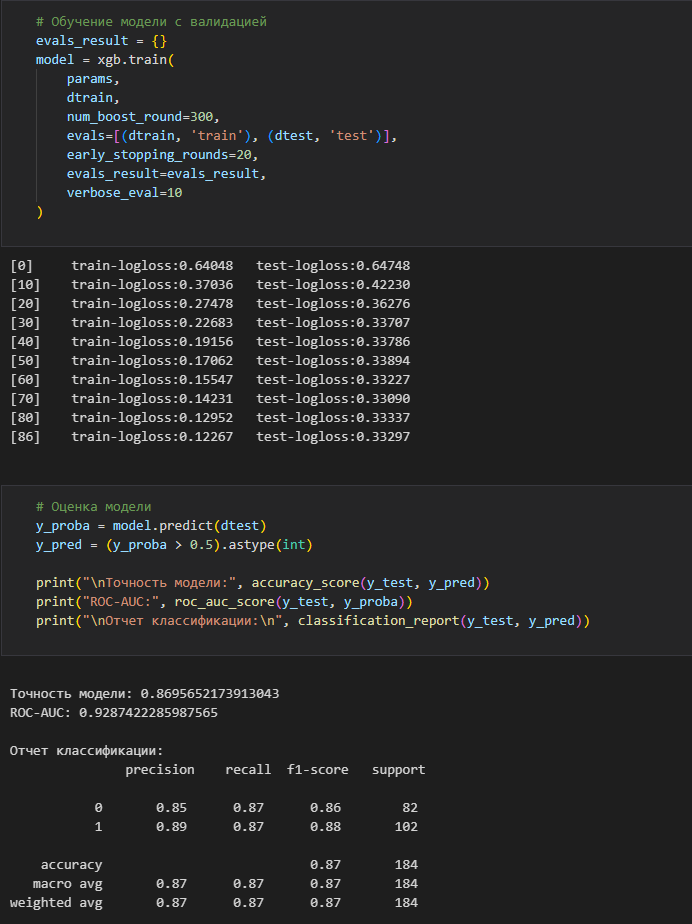 # Обучение модели с валидацией
evals_result = {}
model = xgb.train(
    params,
    dtrain,
    num_boost_round=300,
    evals=[(dtrain, 'train'), (dtest, 'test')],
    early_stopping_rounds=20,
    evals_result=evals_result,
    verbose_eval=10
)
[0]	train-logloss:0.64048	test-logloss:0.64748
[10]	train-logloss:0.37036	test-logloss:0.42230
[20]	train-logloss:0.27478	test-logloss:0.36276
[30]	train-logloss:0.22683	test-logloss:0.33707
[40]	train-logloss:0.19156	test-logloss:0.33786
[50]	train-logloss:0.17062	test-logloss:0.33894
[60]	train-logloss:0.15547	test-logloss:0.33227
[70]	train-logloss:0.14231	test-logloss:0.33090
[80]	train-logloss:0.12952	test-logloss:0.33337
[86]	train-logloss:0.12267	test-logloss:0.33297
# Оценка модели
y_proba = model.predict(dtest)
y_pred = (y_proba > 0.5).astype(int)
print("\nТочность модели:", accuracy_score(y_test, y_pred))
print("ROC-AUC:", roc_auc_score(y_test, y_proba))
print("\nОтчет классификации:\n", classification_report(y_test, y_pred))
Точность модели: 0.8695652173913043
ROC-AUC: 0.9287422285987565
Отчет классификации:
               precision    recall  f1-score   support
           0       0.85      0.87      0.86        82
           1       0.89      0.87      0.88       102
    accuracy                           0.87       184
   macro avg       0.87      0.87      0.87       184
weighted avg       0.87      0.87      0.87       184